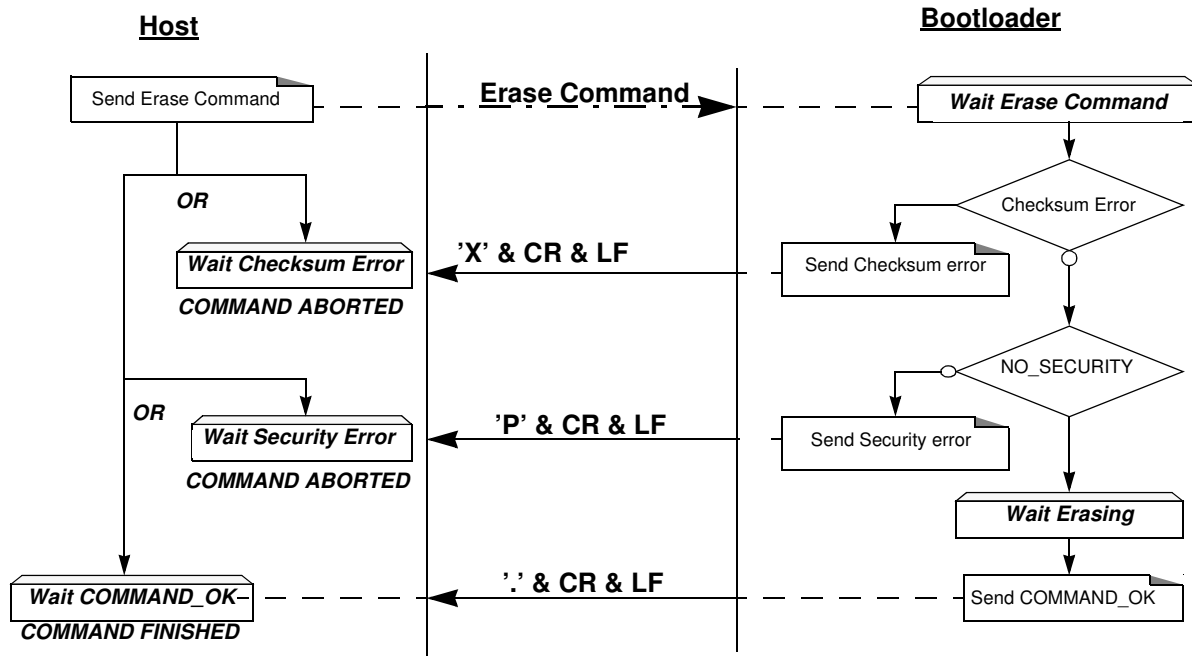 Host
Bootloader
Send Erase Command
Erase Command
Wait Erase Command
OR
Checksum Error
Wait Checksum Error
'X' & CR & LF
Send Checksum error
COMMAND ABORTED
NO_SECURITY
OR
Wait Security Error
'P' & CR & LF
Send Security error
COMMAND ABORTED
Wait Erasing
Wait COMMAND_OK
'.' & CR & LF
Send COMMAND_OK
COMMAND FINISHED